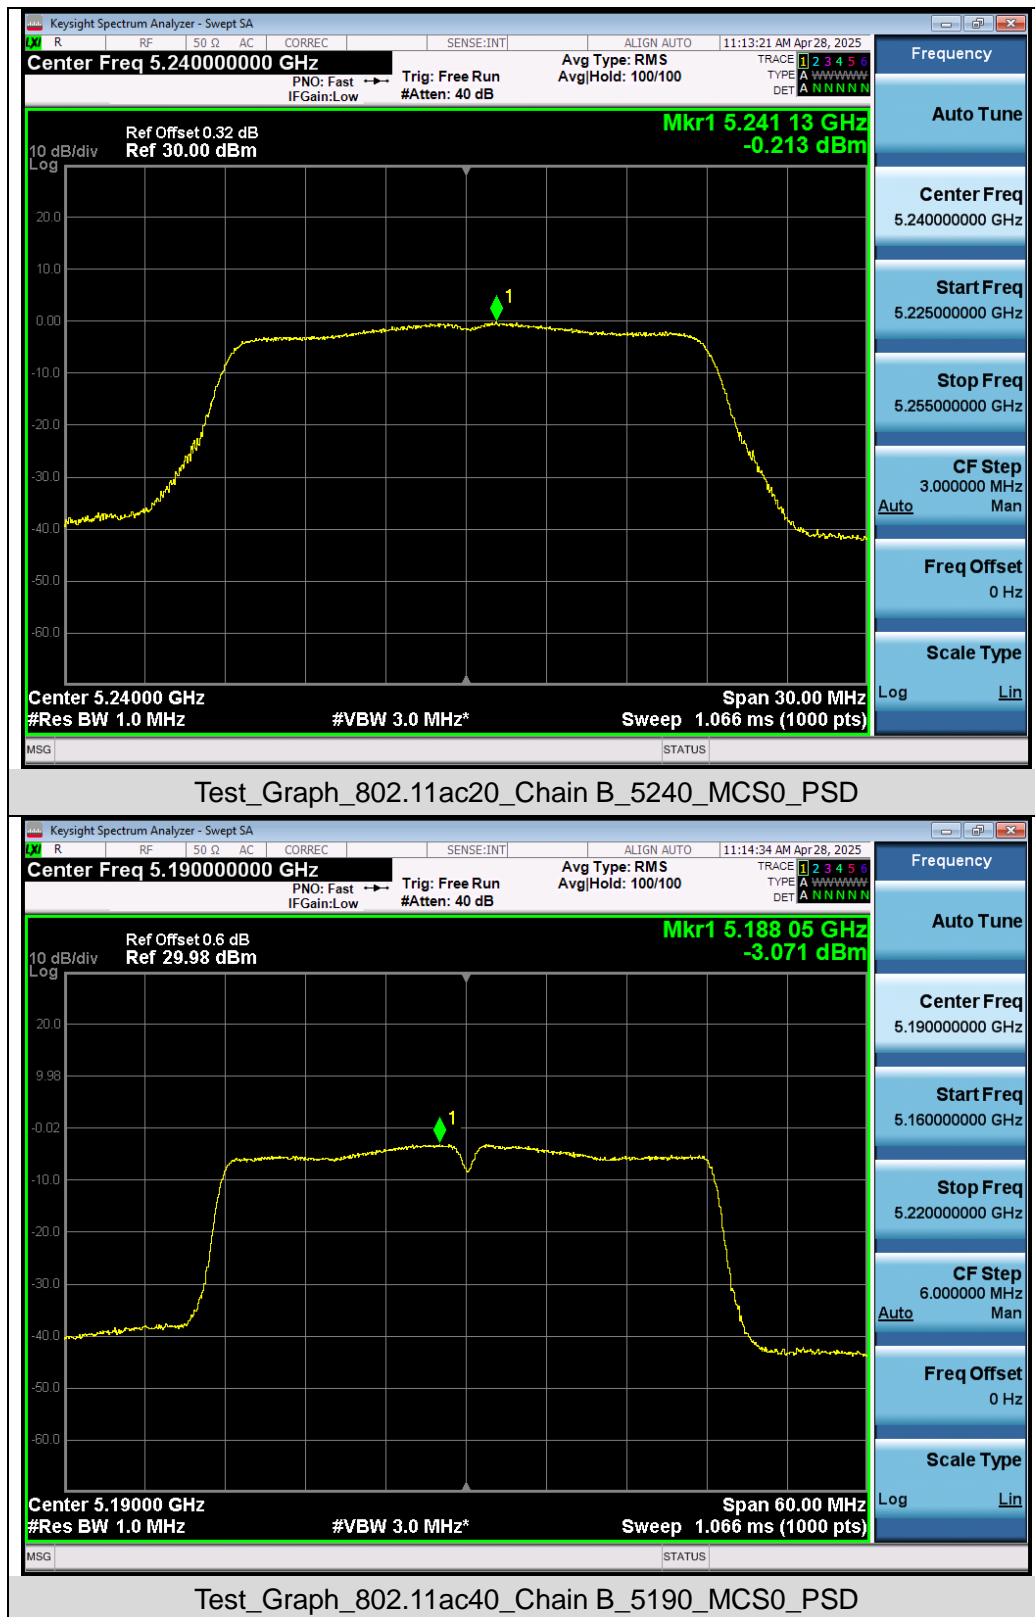 Keysight Spectrum Analyzer - Swept SA
LXI R RF 50 Ω AC CORREC SENSE:INT ALIGN AUTO 11:13:21 AM Apr 28, 2025
Center Freq 5.240000000 GHz
PNO: Fast
IFGain:Low
Trig: Free Run
#Atten: 40 dB
Avg Type: RMS
Avg|Hold: 100/100
TRACE 1 2 3 4 5 6
TYPE A WWWWW
DET A N N N N N
Ref Offset 0.32 dB
10 dB/div Ref 30.00 dBm
Log
Mkr1 5.241 13 GHz
-0.213 dBm
20.0
10.0
0.00
-10.0
-20.0
-30.0
-40.0
-50.0
-60.0
1
Center 5.24000 GHz Span 30.00 MHz
#Res BW 1.0 MHz #VBW 3.0 MHz* Sweep 1.066 ms (1000 pts)
MSG STATUS
Frequency
Auto Tune
Center Freq
5.240000000 GHz
Start Freq
5.225000000 GHz
Stop Freq
5.255000000 GHz
CF Step
3.000000 MHz
Auto Man
Freq Offset
0 Hz
Scale Type
Log Lin
Test_Graph_802.11ac20_Chain B_5240_MCS0_PSD
Keysight Spectrum Analyzer - Swept SA
LXI R RF 50 Ω AC CORREC SENSE:INT ALIGN AUTO 11:14:34 AM Apr 28, 2025
Center Freq 5.190000000 GHz
PNO: Fast
IFGain:Low
Trig: Free Run
#Atten: 40 dB
Avg Type: RMS
Avg|Hold: 100/100
TRACE 1 2 3 4 5 6
TYPE A WWWWW
DET A N N N N N
Ref Offset 0.6 dB
10 dB/div Ref 29.98 dBm
Log
Mkr1 5.188 05 GHz
-3.071 dBm
20.0
9.98
-0.02
-10.0
-20.0
-30.0
-40.0
-50.0
-60.0
1
Center 5.19000 GHz Span 60.00 MHz
#Res BW 1.0 MHz #VBW 3.0 MHz* Sweep 1.066 ms (1000 pts)
MSG STATUS
Frequency
Auto Tune
Center Freq
5.190000000 GHz
Start Freq
5.160000000 GHz
Stop Freq
5.220000000 GHz
CF Step
6.000000 MHz
Auto Man
Freq Offset
0 Hz
Scale Type
Log Lin
Test_Graph_802.11ac40_Chain B_5190_MCS0_PSD